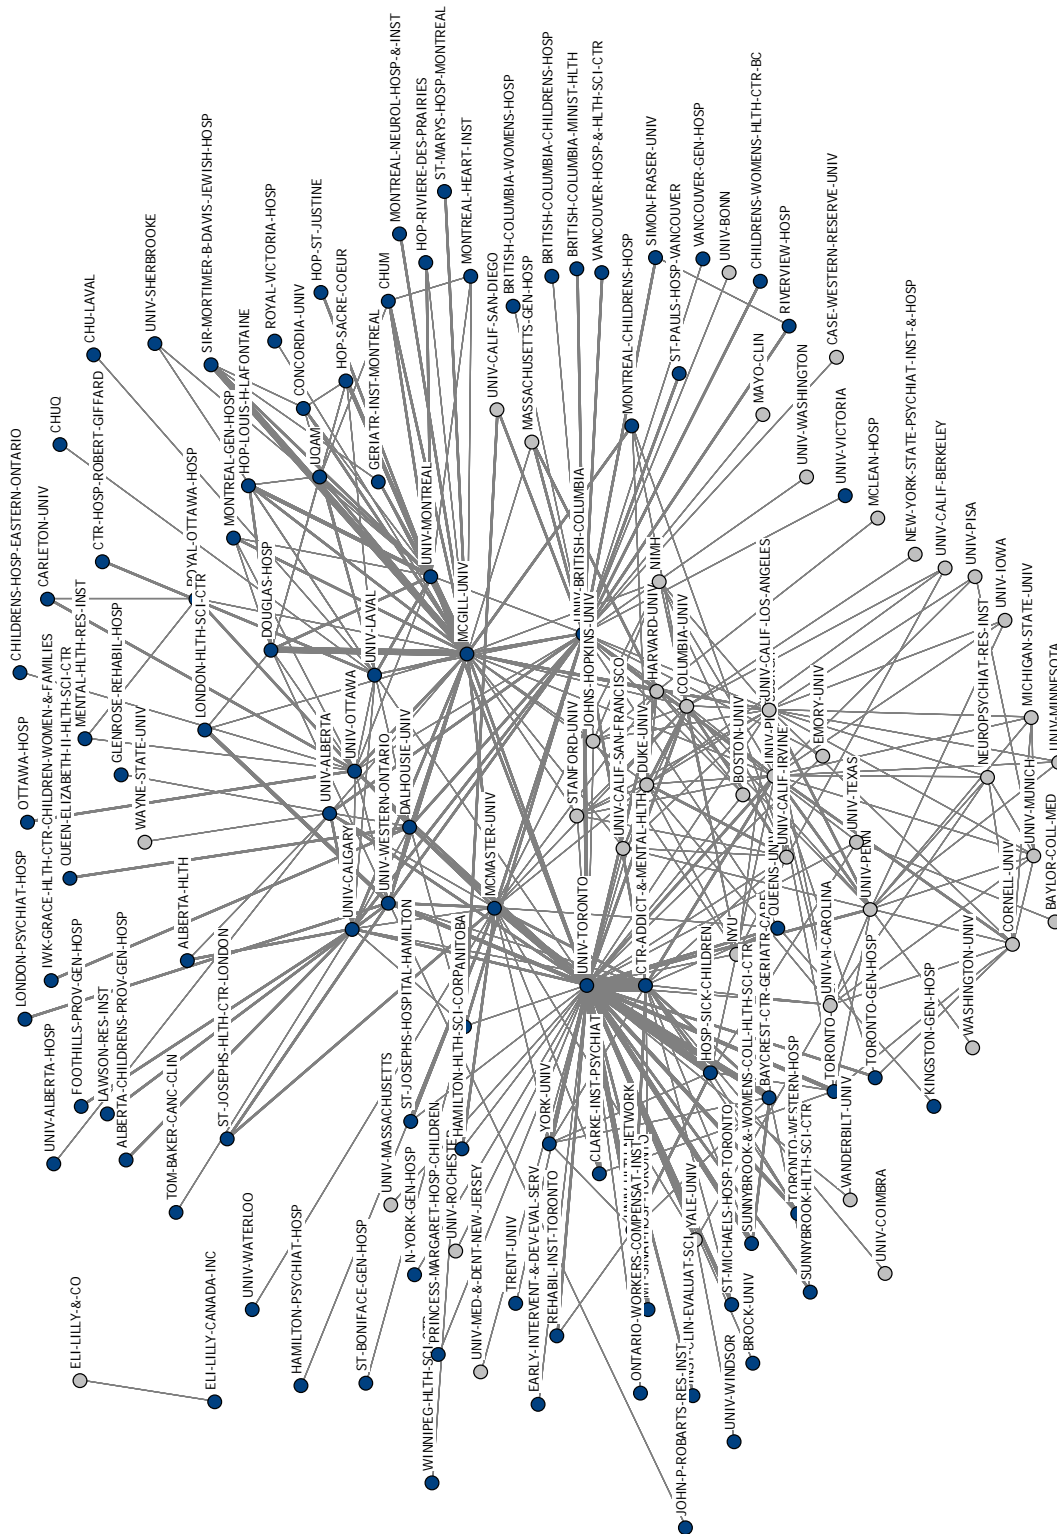 MONTREAL-NEUROL-HOSP-&-INST
HOP-RIVIERE-DES-PRAIRIES
ST-MARYS-HOSP-MONTREAL
MONTREAL-HEART-INST
BRITISH-COLUMBIA-WOMENS-HOSP
BRITISH-COLUMBIA-CHILDRENS-HOSP
BRITISH-COLUMBIA-MINIST-HLTH
VANCOUVER-HOSP-&-HLTH-SCI-CTR
SIMON-FRASER-UNIV
VANCOUVER-GEN-HOSP
UNIV-BONN
CHILDRENS-WOMENS-HLTH-CTR-BC
RIVERVIEW-HOSP
CASE-WESTERN-RESERVE-UNIV
SIR-MORTIMER-B-DAVIS-JEWISH-HOSP
UNIV-SHERBROOKE
CHU-LAVAL
ROYAL-VICTORIA-HOSP
HOP-ST-JUSTINE
CONCORDIA-UNIV
HOP-SACRE-COEUR
CHUM
GERIATR-INST-MONTREAL
UNIV-CALIF-SAN-DIEGO
MASSACHUSETTS-GEN-HOSP
MONTREAL-CHILDRENS-HOSP
ST-PAULS-HOSP-VANCOUVER
MAYO-CLIN
UNIV-WASHINGTON
UNIV-VICTORIA
MCLEAN-HOSP
NEW-YORK-STATE-PSYCHIAT-INST-&-HOSP
UNIV-CALIF-BERKELEY
UNIV-PISA
UNIV-IOWA
MICHIGAN-STATE-UNIV
UNIV-MINNESOTA
CHILDRENS-HOSP-EASTERN-ONTARIO
CARLETON-UNIV
CHUQ
CTR-HOSP-ROBERT-GIFFARD
ROYAL-OTTAWA-HOSP
MONTREAL-GEN-HOSP
HOP-LOUIS-H-LAFONTAINE
UQAM
UNIV-MONTREAL
MCGILL-UNIV
UNIV-BRITISH-COLUMBIA
NIMH
HARVARD-UNIV
COLUMBIA-UNIV
UNIV-CALIF-LOS-ANGELES
NEUROPSYCHIAT-RES-INST
OTTAWA-HOSP
IWK-GRACE-HLTH-CTR-CHILDREN-WOMEN-&-FAMILIES
QUEEN-ELIZABETH-II-HLTH-SCI-CTR
MENTAL-HLTH-RES-INST
GLENROSE-REHABIL-HOSP
WAYNE-STATE-UNIV
LONDON-HLTH-SCI-CTR
DOUGLAS-HOSP
UNIV-LAVAL
UNIV-OTTAWA
UNIV-ALBERTA
UNIV-WESTERN-ONTARIO
DALHOUSIE-UNIV
UNIV-CALGARY
MCMASTER-UNIV
STANFORD-UNIV
JOHNS-HOPKINS-UNIV
UNIV-CALIF-SAN-FRANCISCO
DUKE-UNIV
BOSTON-UNIV
EMORY-UNIV
UNIV-CALIF-IRVINE
UNIV-TEXAS
UNIV-PENN
UNIV-MUNICH
CORNELL-UNIV
BAYLOR-COLL-MED
LONDON-PSYCHIAT-HOSP
ALBERTA-HLTH
FOOTHILLS-PROV-GEN-HOSP
LAWSON-RES-INST
UNIV-ALBERTA-HOSP
ALBERTA-CHILDRENS-PROV-GEN-HOSP
TOM-BAKER-CANC-CLIN
ST-JOSEPHS-HLTH-CTR-LONDON
ST-JOSEPHS-HOSPITAL-HAMILTON
UNIV-TORONTO
CTR-ADDICT-&-MENTAL-HLTH
NYU
UNIV-N-CAROLINA
TORONTO-GEN-HOSP
WASHINGTON-UNIV
KINGSTON-GEN-HOSP
HOSP-SICK-CHILDREN
BAYCREST-CTR-GERIATR-CARE
HAMILTON-HLTH-SCI-CORP
YORK-UNIV
CLARKE-INST-PSYCHIAT
UNIV-MASSACHUSETTS
UNIV-WATERLOO
HAMILTON-PSYCHIAT-HOSP
ST-BONIFACE-GEN-HOSP
N-YORK-GEN-HOSP
PRINCESS-MARGARET-HOSP-CHILDREN
UNIV-MED-&-DENT-NEW-JERSEY
TRENT-UNIV
EARLY-INTERVENT-&-DEV-EVAL-SERV
REHABIL-INST-TORONTO
ONTARIO-WORKERS-COMPENSAT-INST
YALE-UNIV
ST-MICHAELS-HOSP-TORONTO
SUNNYBROOK-&-WOMENS-COLL-HLTH-SCI-CTR
TORONTO-WESTERN-HOSP
SUNNYBROOK-HLTH-SCI-CTR
VANDERBILT-UNIV
UNIV-COIMBRA
BROCK-UNIV
UNIV-WINDSOR
JOHN-P-ROBARTS-RES-INST
ELI-LILLY-&-CO
ELI-LILLY-CANADA-INC